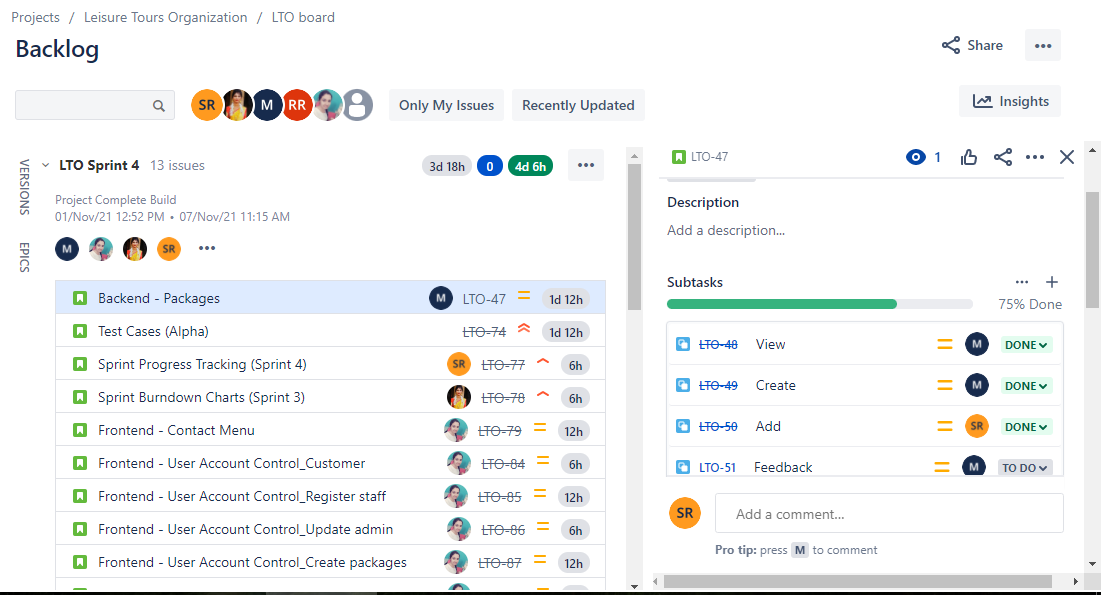 Projects / Leisure Tours Organization / LTO board
Backlog
Share
SR M RR
Only My Issues
Recently Updated
Insights
VERSIONS
EPICS
LTO Sprint 4 13 issues
3d 18h 0 4d 6h
Project Complete Build
01/Nov/21 12:52 PM • 07/Nov/21 11:15 AM
M SR
Backend - Packages M LTO-47 1d 12h
Test Cases (Alpha) LTO-74 1d 12h
Sprint Progress Tracking (Sprint 4) SR LTO-77 6h
Sprint Burndown Charts (Sprint 3) LTO-78 6h
Frontend - Contact Menu LTO-79 12h
Frontend - User Account Control_Customer LTO-84 6h
Frontend - User Account Control_Register staff LTO-85 12h
Frontend - User Account Control_Update admin LTO-86 6h
Frontend - User Account Control_Create packages LTO-87 12h
LTO-47 1
Description
Add a description...
Subtasks
75% Done
LTO-48 View M DONE
LTO-49 Create M DONE
LTO-50 Add SR DONE
LTO-51 Feedback M TO DO
SR Add a comment...
Pro tip: press M to comment